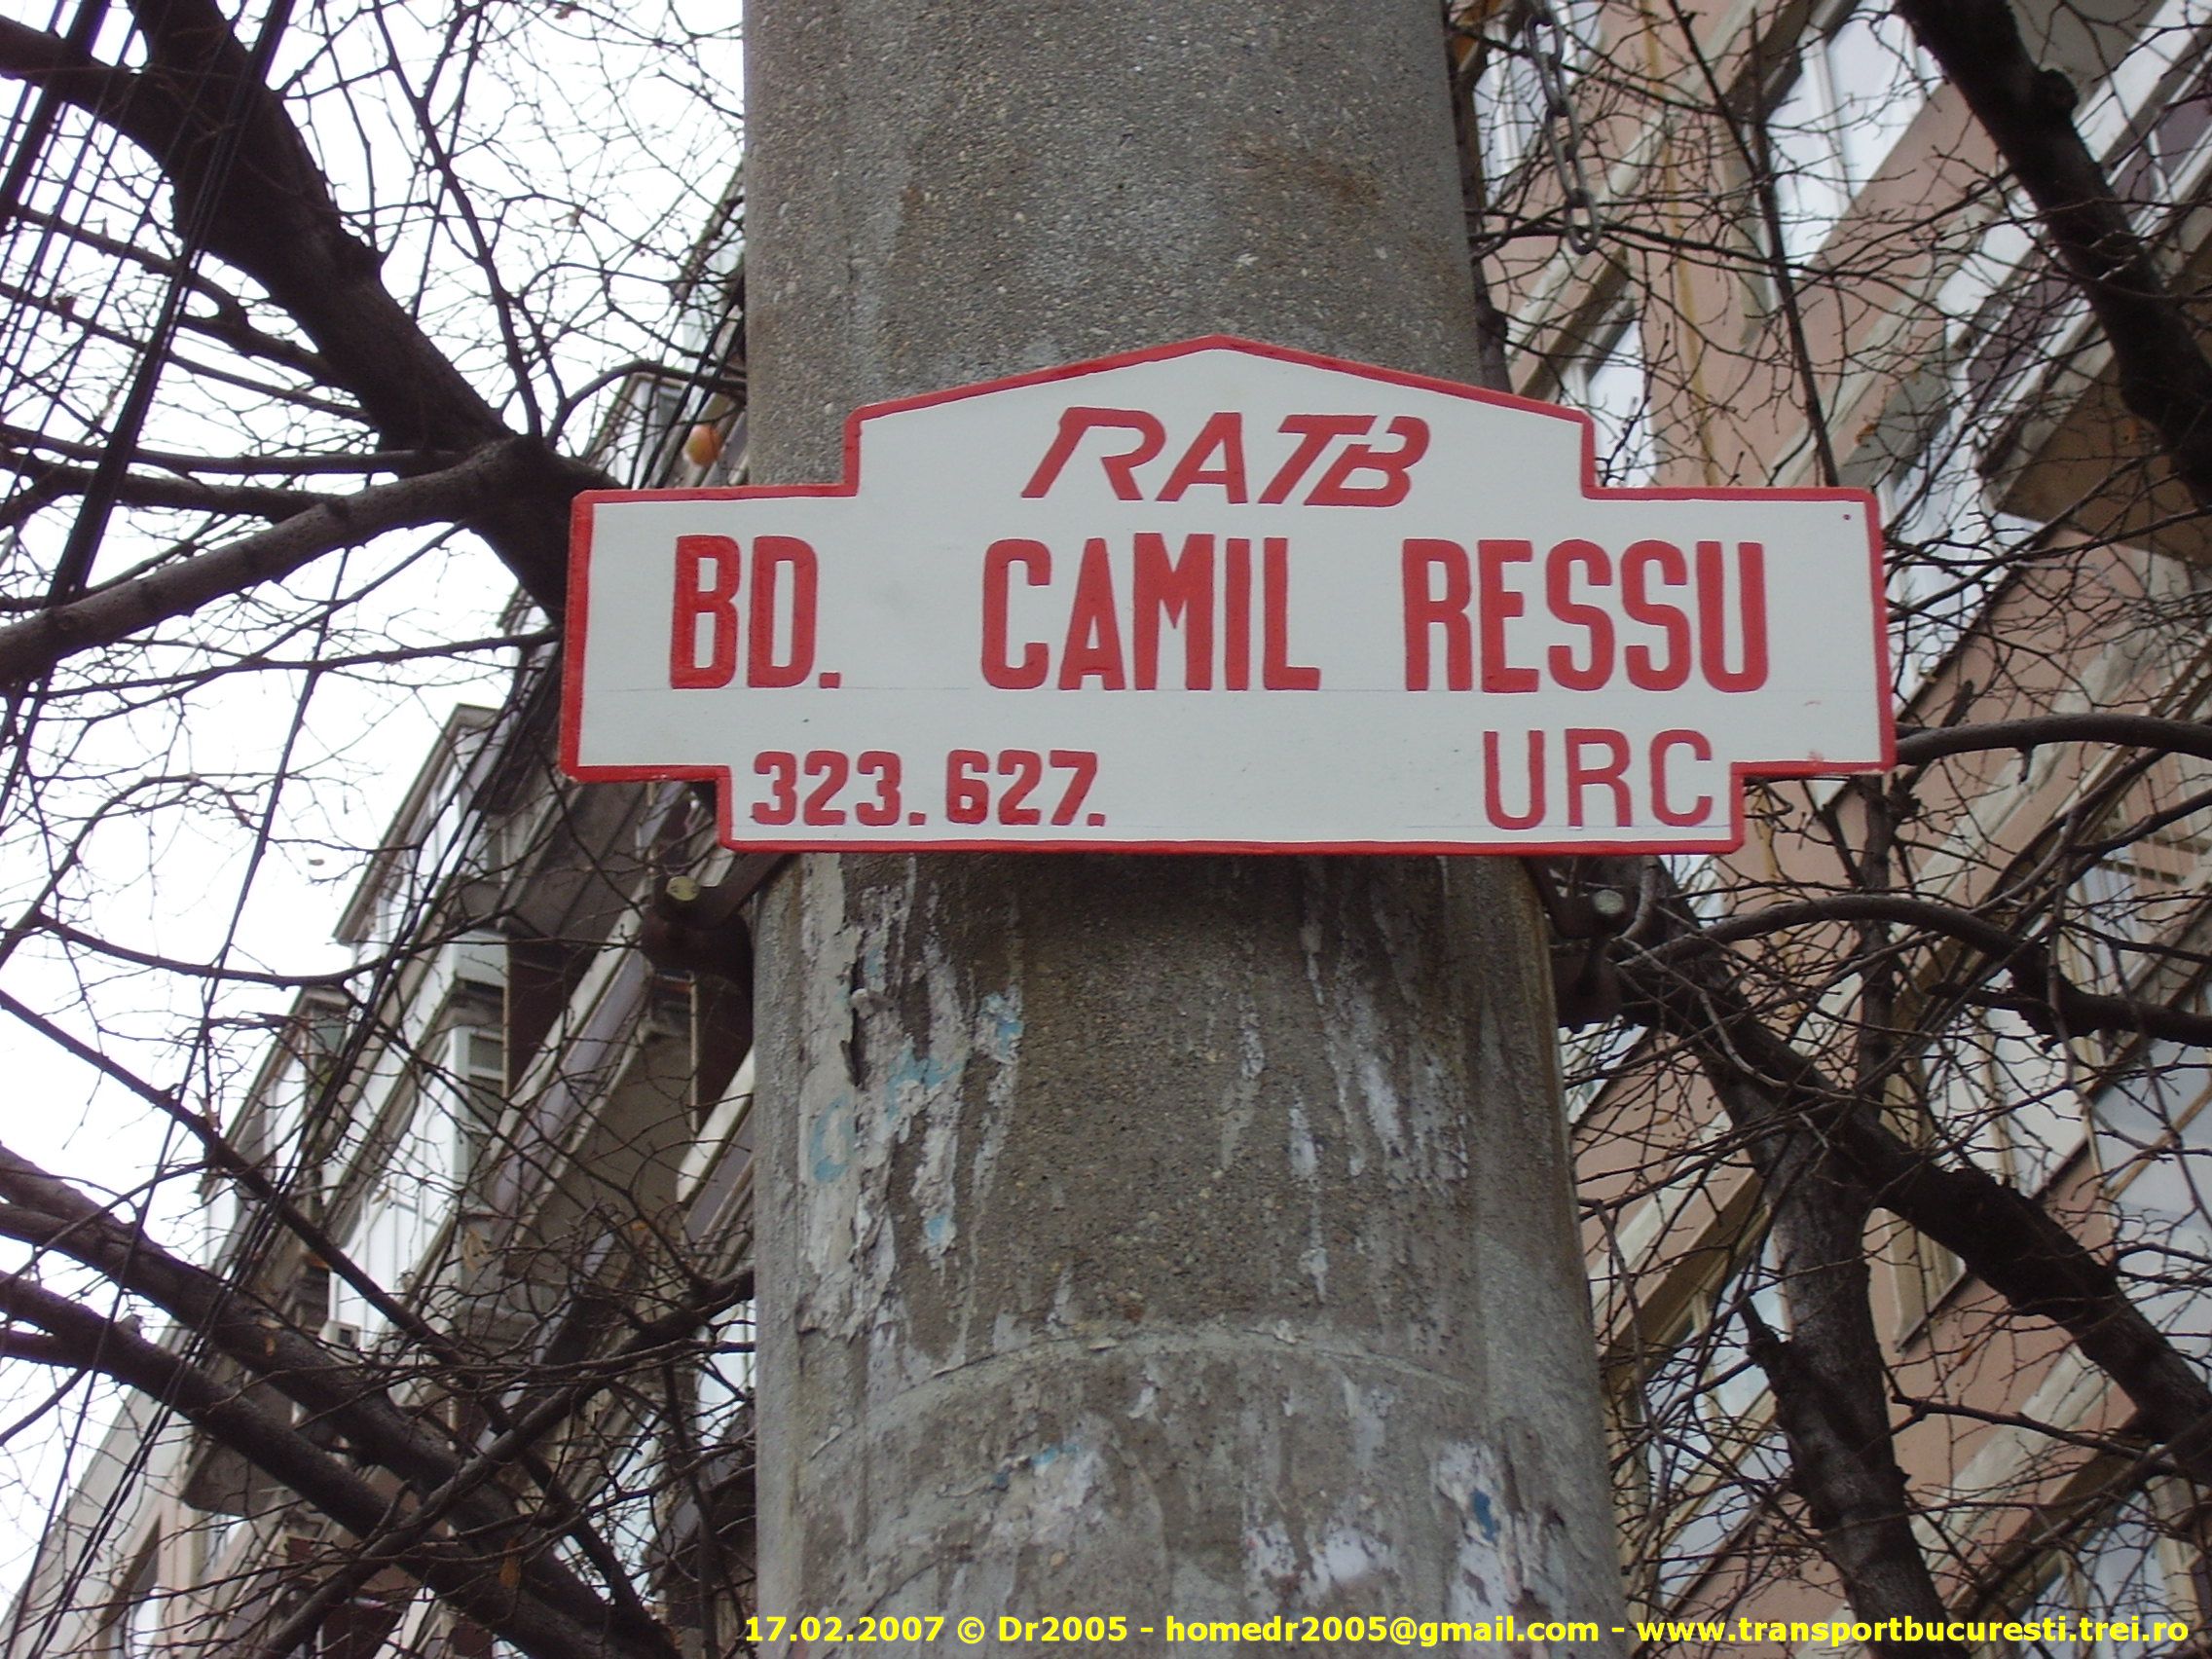 RATB
BD. CAMIL RESSU
323. 627. URC
17.02.2007 © Dr2005 - homedr2005@gmail.com - www.transportbucuresti.trei.ro